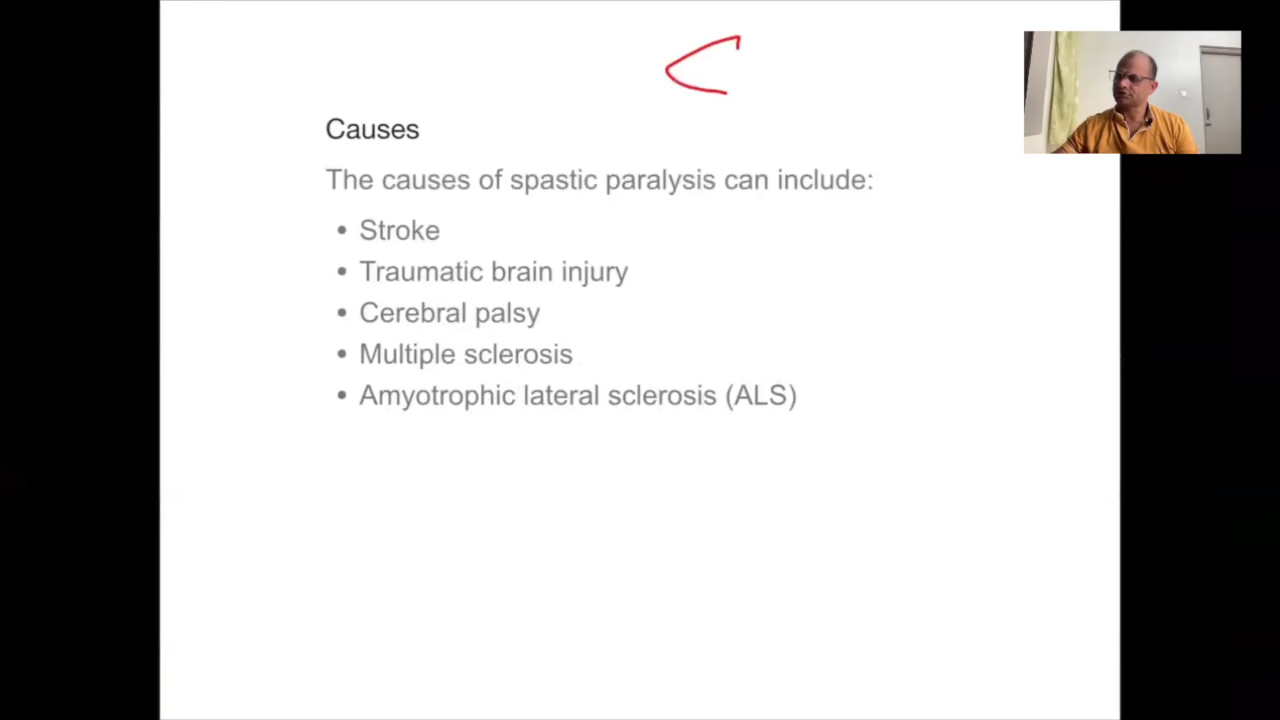 Causes
The causes of spastic paralysis can include:
• Stroke
• Traumatic brain injury
• Cerebral palsy
• Multiple sclerosis
• Amyotrophic lateral sclerosis (ALS)